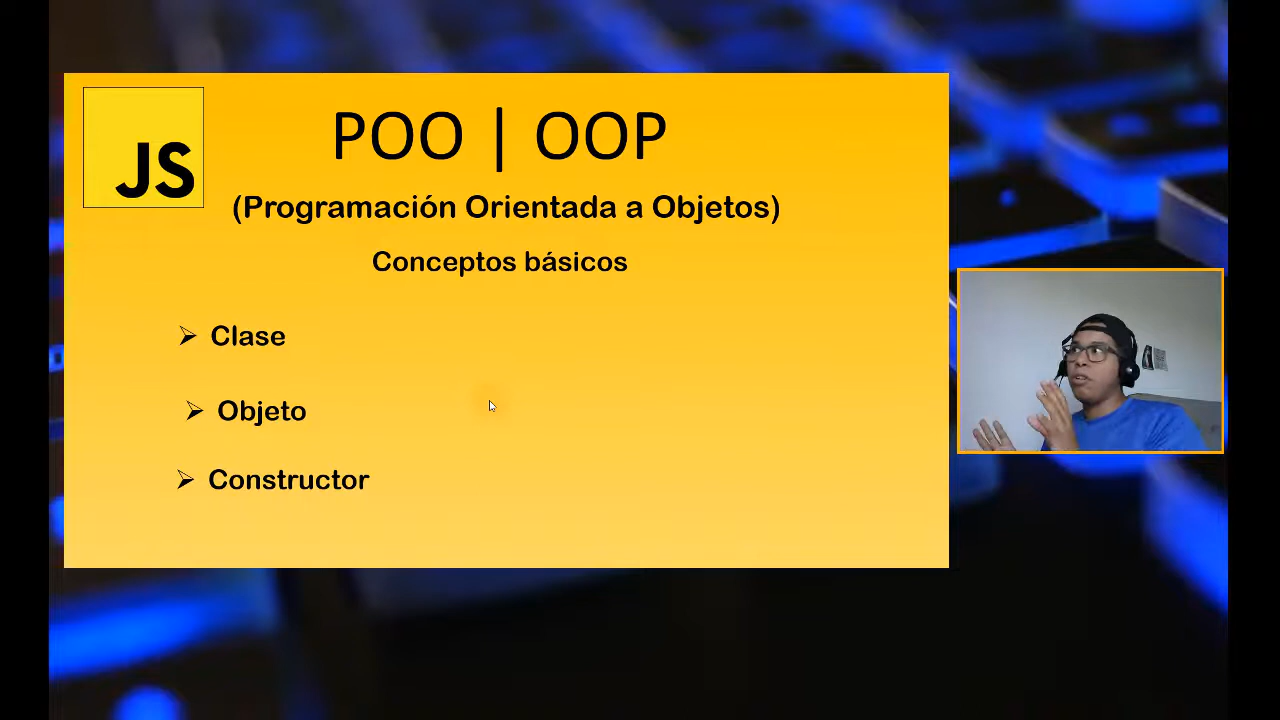 JS
POO | OOP
(Programación Orientada a Objetos)
Conceptos básicos
Clase
Objeto
Constructor